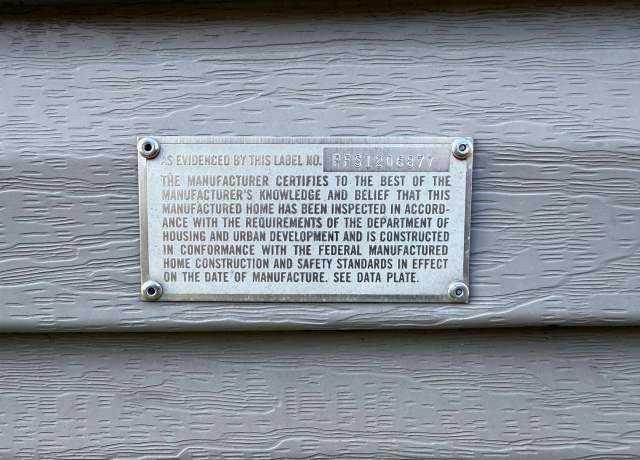 AS EVIDENCED BY THIS LABEL NO. PFS1206877
THE MANUFACTURER CERTIFIES TO THE BEST OF THE
MANUFACTURER'S KNOWLEDGE AND BELIEF THAT THIS
MANUFACTURED HOME HAS BEEN INSPECTED IN ACCORD-
ANCE WITH THE REQUIREMENTS OF THE DEPARTMENT OF
HOUSING AND URBAN DEVELOPMENT AND IS CONSTRUCTED
IN CONFORMANCE WITH THE FEDERAL MANUFACTURED
HOME CONSTRUCTION AND SAFETY STANDARDS IN EFFECT
ON THE DATE OF MANUFACTURE. SEE DATA PLATE.